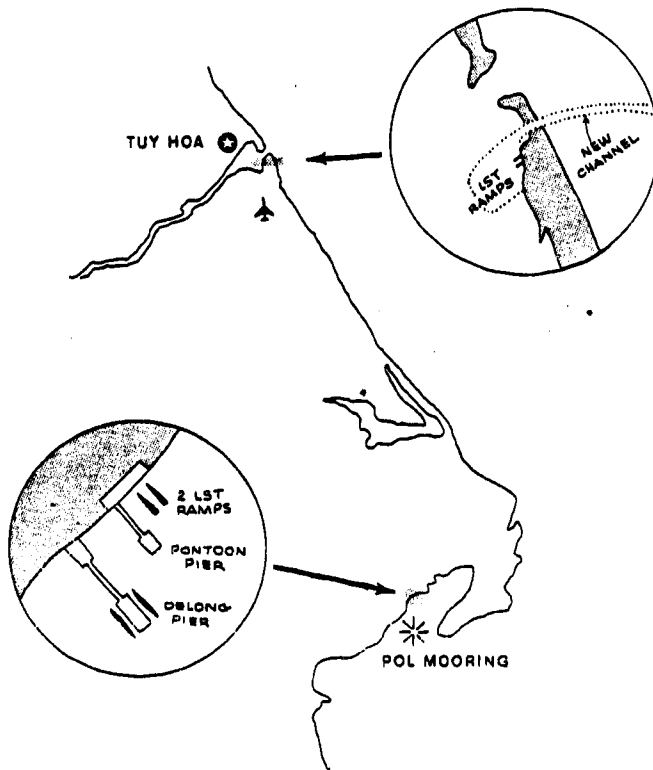 TUY HOA
LST
RAMPS
NEW
CHANNEL
2 LST
RAMPS
PONTOON
PIER
DELONG
PIER
POL MOORING